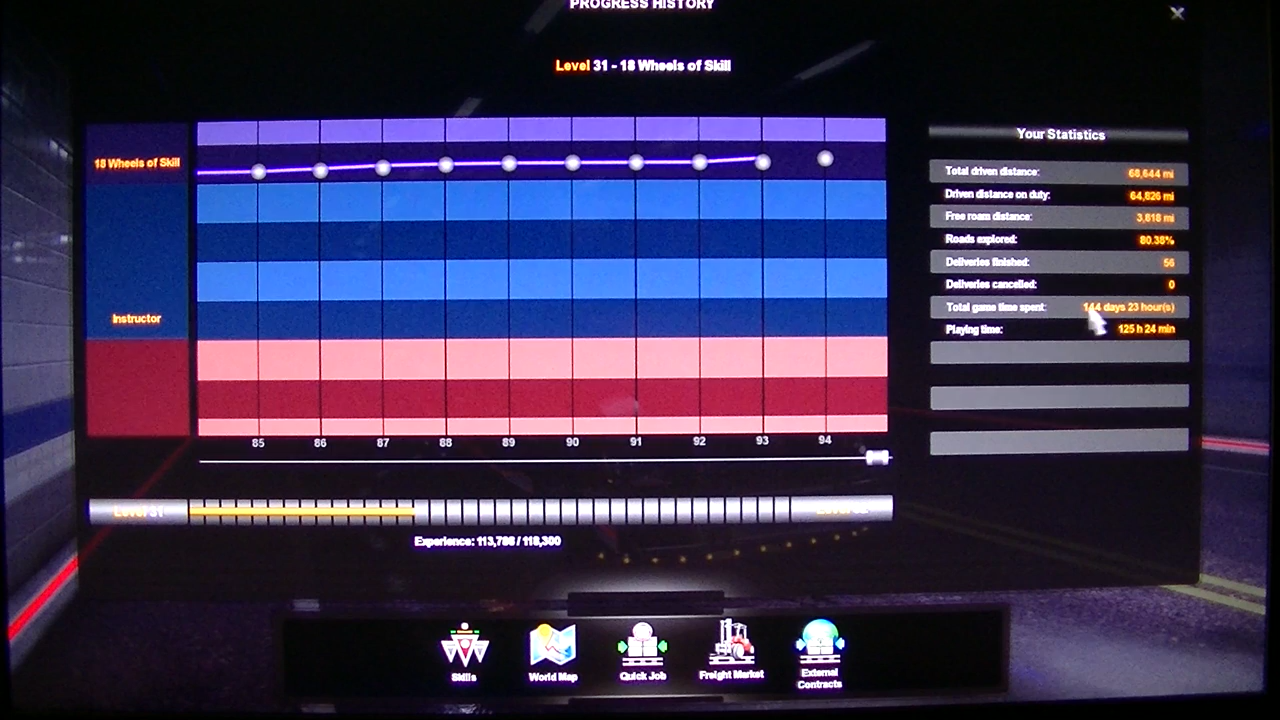 PROGRESS HISTORY
Level 31 - 18 Wheels of Skill
18 Wheels of Skill
Instructor
85 86 87 88 89 90 91 92 93 94
Experience: 113,786 / 118,300
Your Statistics
Total driven distance: 68,644 mi
Driven distance on duty: 64,826 mi
Free roam distance: 3,818 mi
Roads explored: 80.38%
Deliveries finished: 56
Deliveries cancelled: 0
Total game time spent: 144 days 23 hour(s)
Playing time: 125 h 24 min
Skills
World Map
Quick Job
Freight Market
External
Contracts